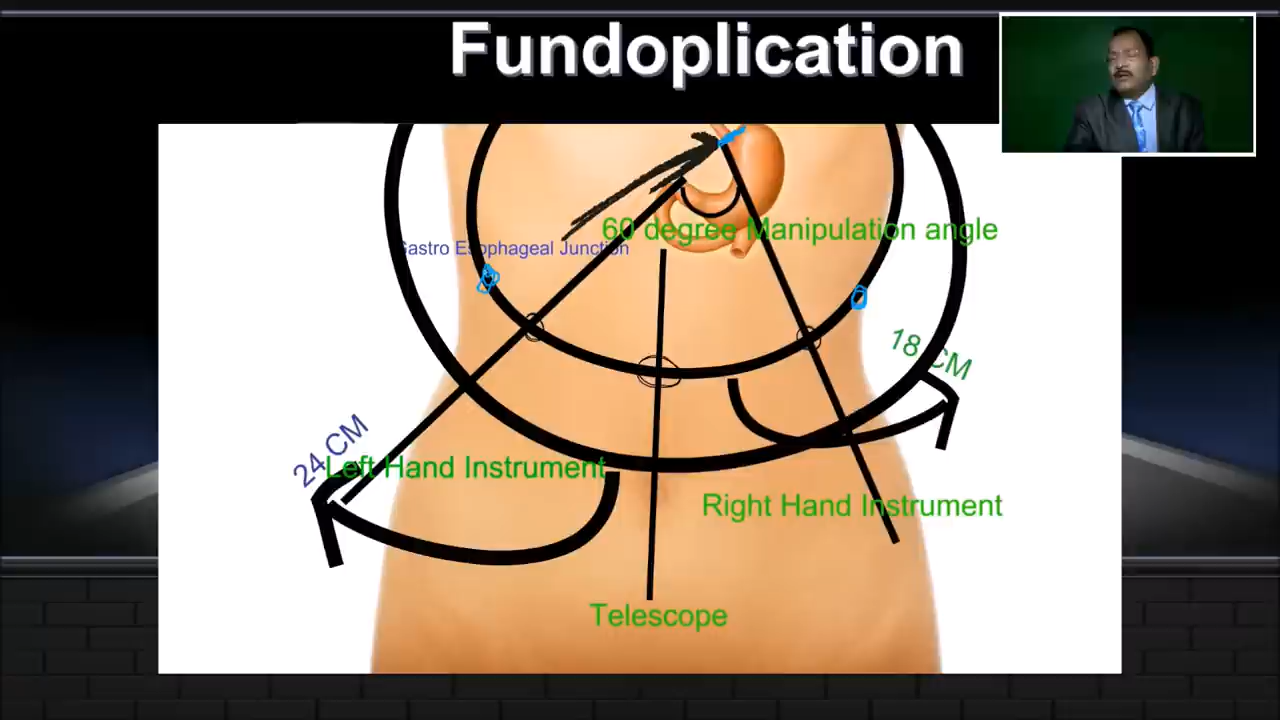 Fundoplication
60 degree Manipulation angle
Gastro Esophageal Junction
18 CM
24 CM
Left Hand Instrument
Right Hand Instrument
Telescope